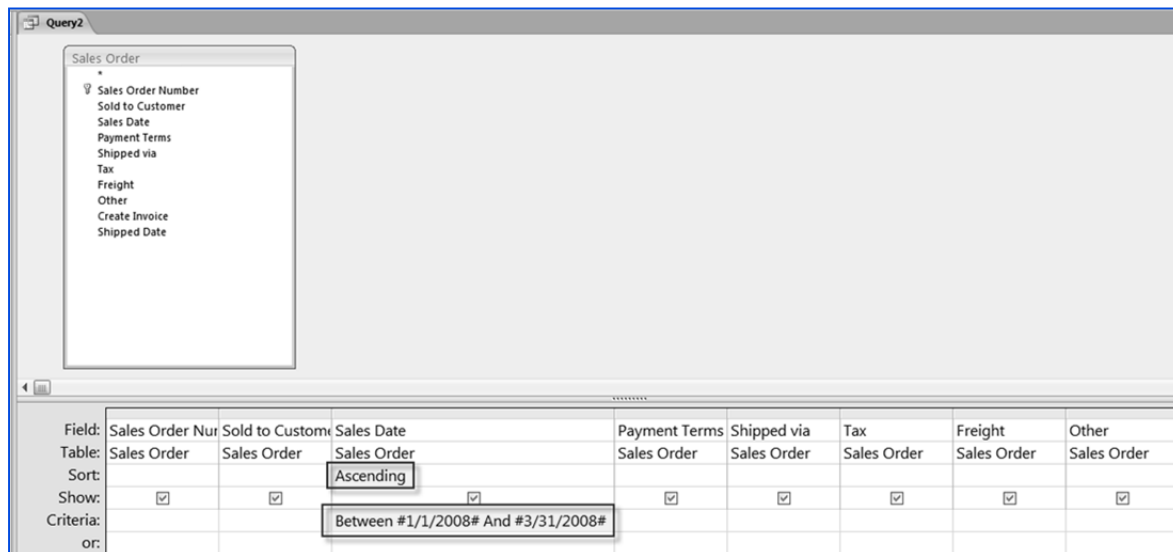 Query2
Sales Order
*
Sales Order Number
Sold to Customer
Sales Date
Payment Terms
Shipped via
Tax
Freight
Other
Create Invoice
Shipped Date
Field: Sales Order Nur Sold to Custom Sales Date Payment Terms Shipped via Tax Freight Other
Table: Sales Order Sales Order Sales Order Sales Order Sales Order Sales Order Sales Order Sales Order
Sort: Ascending
Show:
Criteria: Between #1/1/2008# And #3/31/2008#
or: